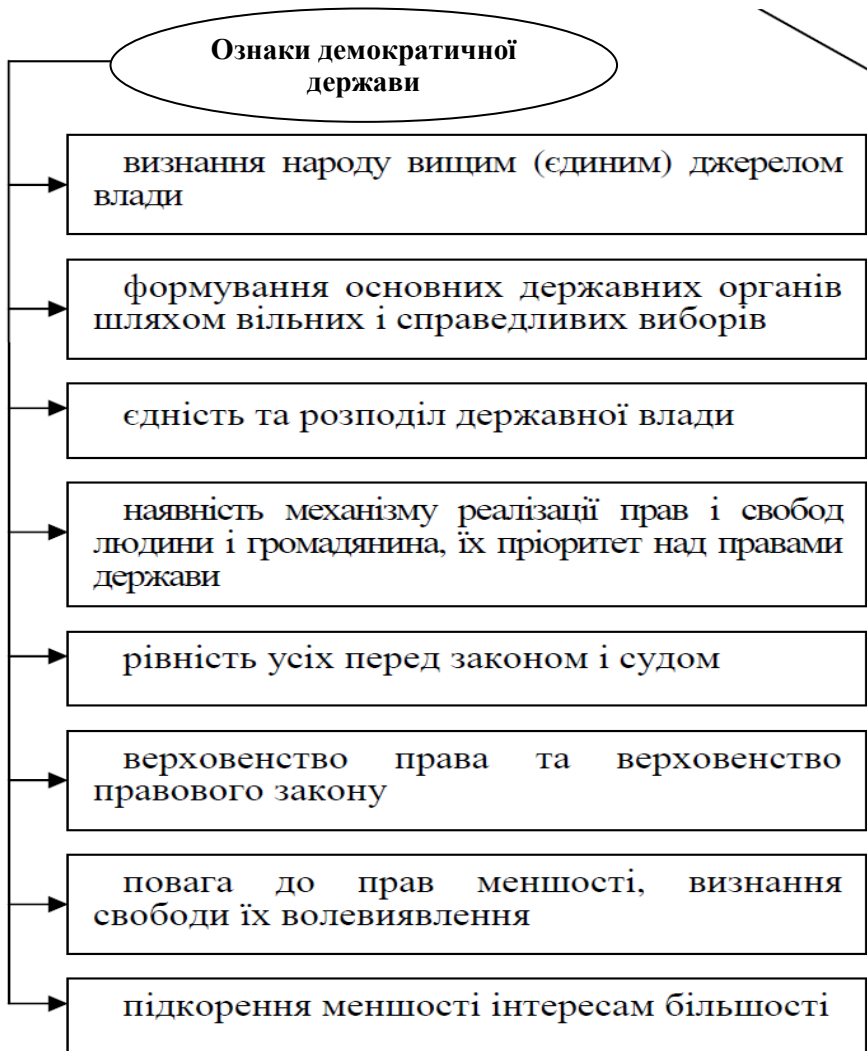 Ознаки демократичної
держави
визнання народу вищим (єдиним) джерелом
влади
формування основних державних органів
шляхом вільних і справедливих виборів
єдність та розподіл державної влади
наявність механізму реалізації прав і свобод
людини і громадянина, їх пріоритет над правами
держави
рівність усіх перед законом і судом
верховенство права та верховенство
правового закону
повага до прав меншості, визнання
свободи їх волевиявлення
підкорення меншості інтересам більшості